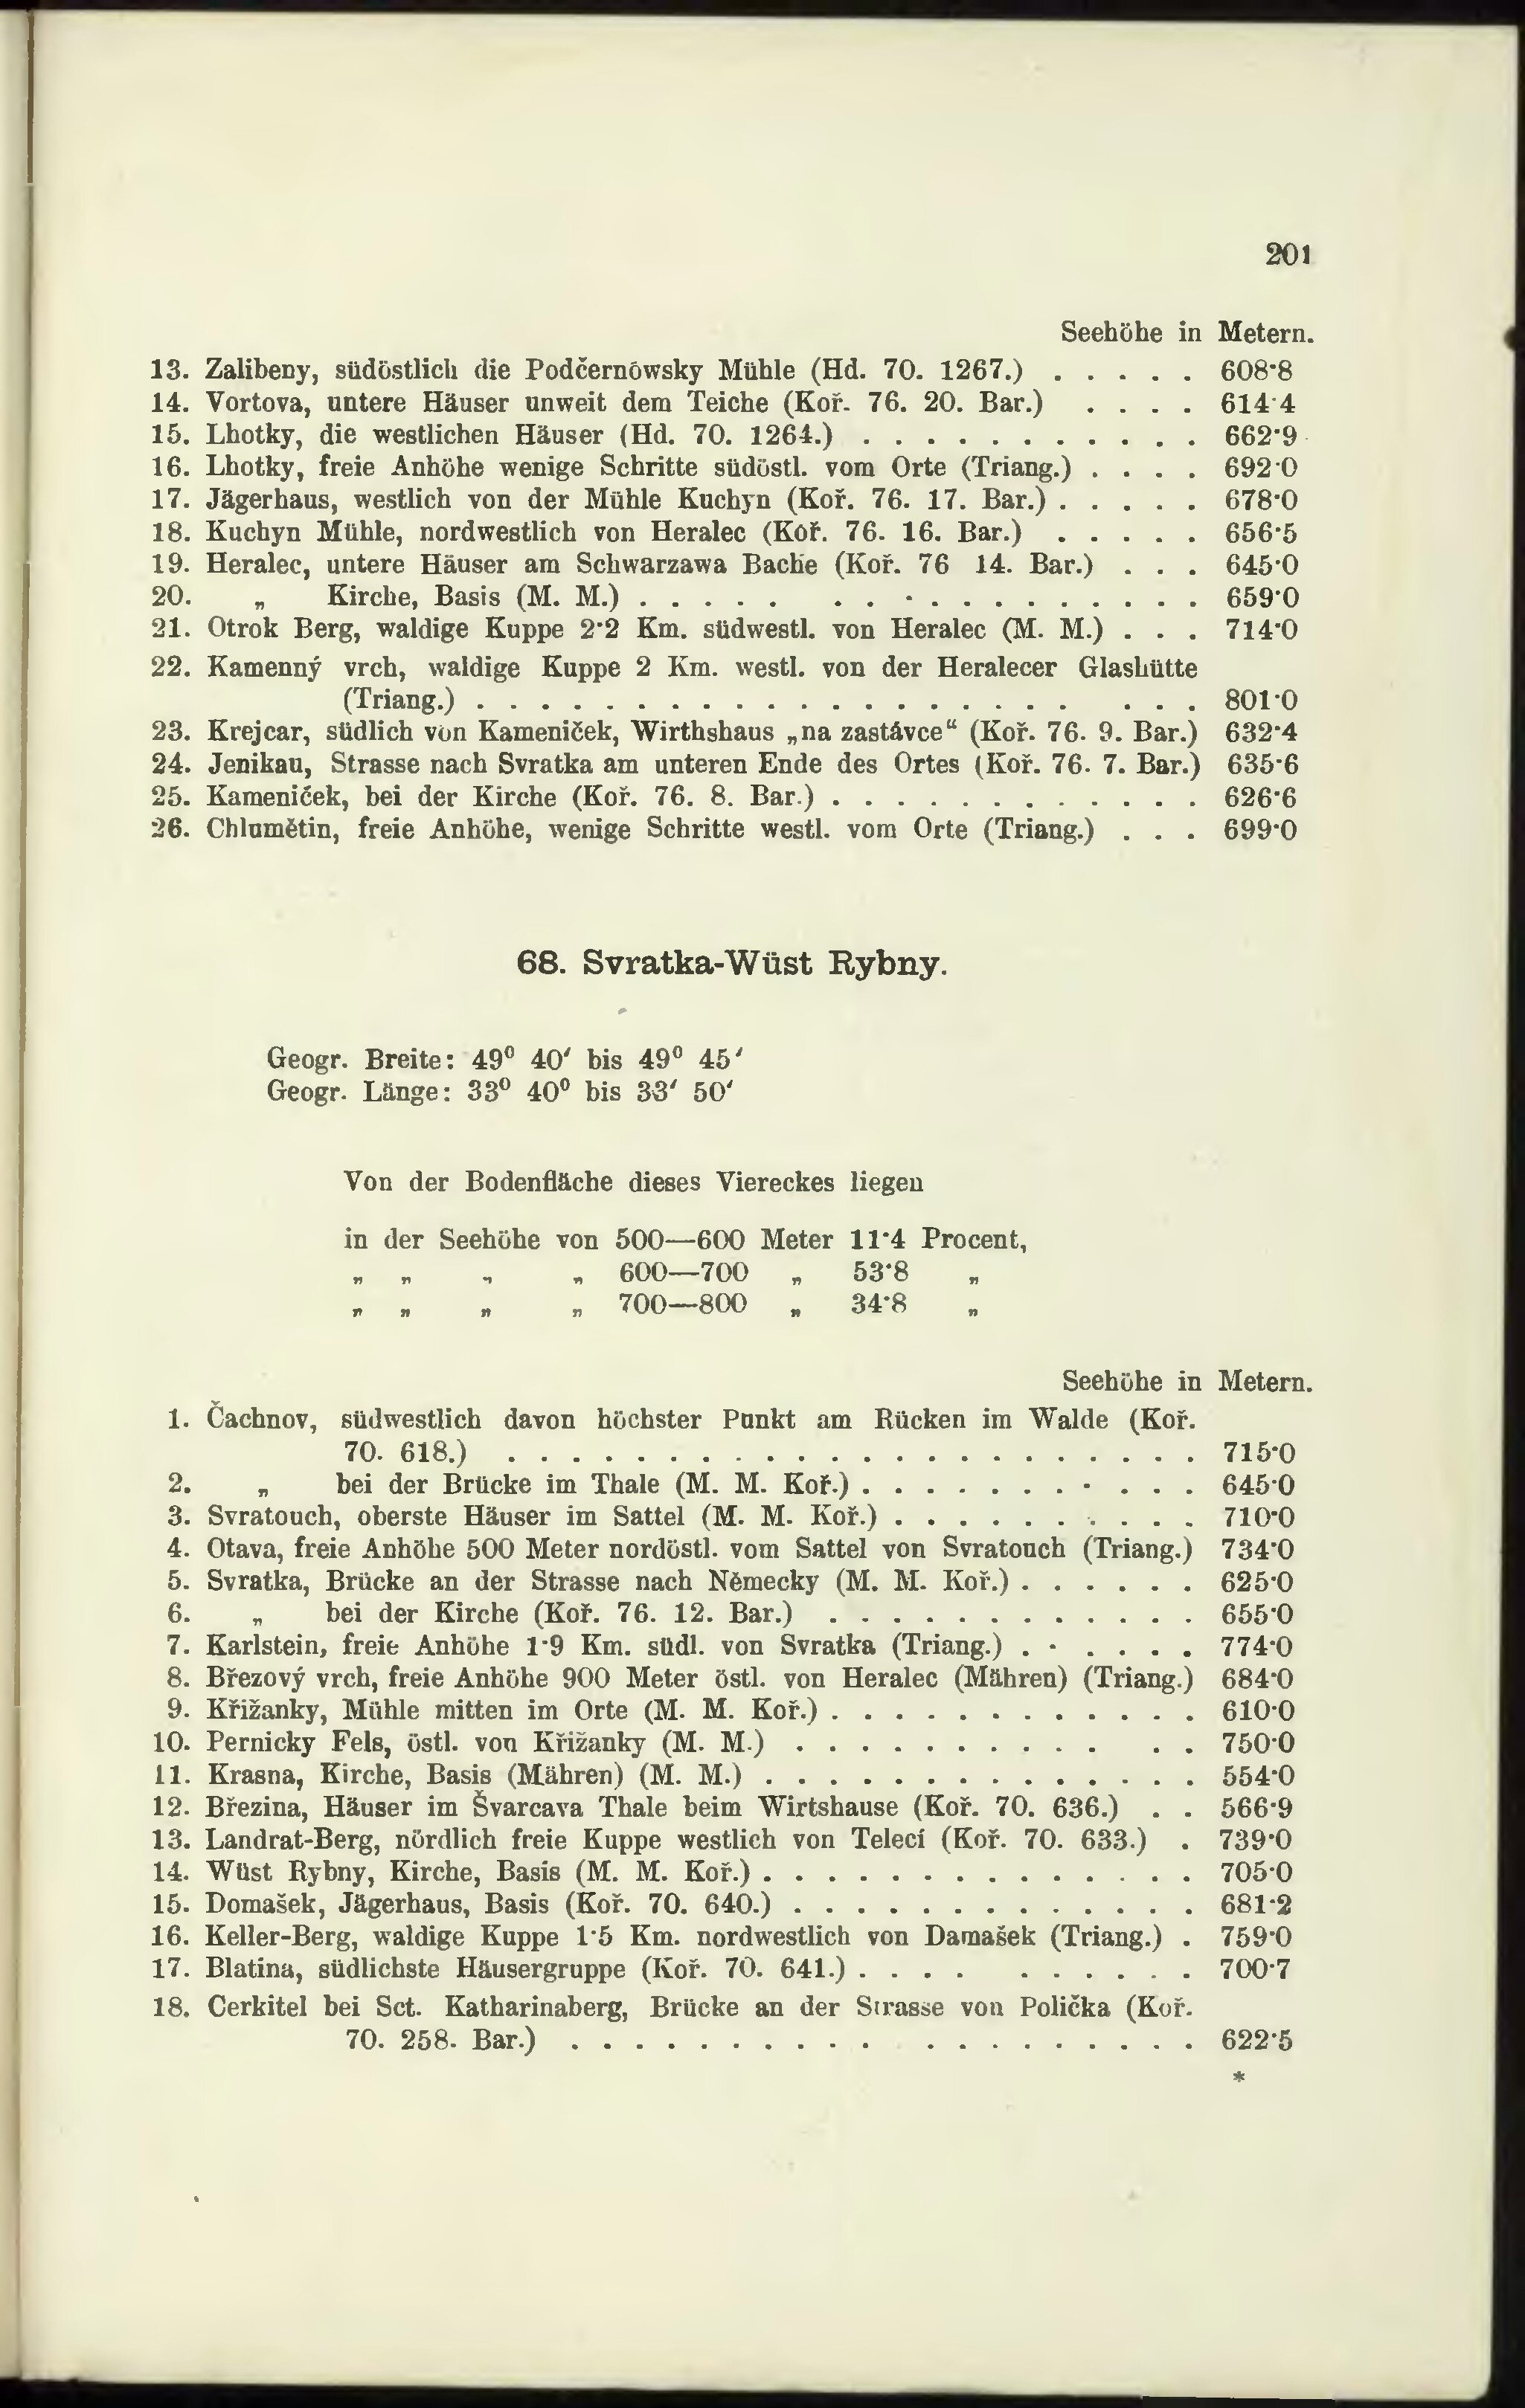 201
Seehöhe in Metern.
13. Zalibeny, südöstlich die Podčernówsky Mühle (Hd. 70. 1267.) . . . . . 608·8
14. Vortova, untere Häuser unweit dem Teiche (Koř. 76. 20. Bar.) . . . . 614·4
15. Lhotky, die westlichen Häuser (Hd. 70. 1264.) . . . . . . . . . . . 662·9
16. Lhotky, freie Anhöhe wenige Schritte südöstl. vom Orte (Triang.) . . . . 692·0
17. Jägerhaus, westlich von der Mühle Kuchyn (Koř. 76. 17. Bar.) . . . . . 678·0
18. Kuchyn Mühle, nordwestlich von Heralec (Koř. 76. 16. Bar.) . . . . . 656·5
19. Heralec, untere Häuser am Schwarzawa Bache (Koř. 76 14. Bar.) . . . 645·0
20. „ Kirche, Basis (M. M.) . . . . . . . . . . . . . . . . 659·0
21. Otrok Berg, waldige Kuppe 2·2 Km. südwestl. von Heralec (M. M.) . . . 714·0
22. Kamenný vrch, waldige Kuppe 2 Km. westl. von der Heralecer Glashütte
(Triang.) . . . . . . . . . . . . . . . . . . . . . . 801·0
23. Krejcar, südlich von Kameniček, Wirthshaus „na zastávce“ (Koř. 76. 9. Bar.) 632·4
24. Jenikau, Strasse nach Svratka am unteren Ende des Ortes (Koř. 76. 7. Bar.) 635·6
25. Kameniček, bei der Kirche (Koř. 76. 8. Bar.) . . . . . . . . . . . . 626·6
26. Chlumětin, freie Anhöhe, wenige Schritte westl. vom Orte (Triang.) . . . 699·0
68. Svratka-Wüst Rybny.
Geogr. Breite: 49⁰ 40′ bis 49⁰ 45′
Geogr. Länge: 33⁰ 40⁰ bis 33′ 50′
Von der Bodenfläche dieses Viereckes liegen
in der Seehöhe von 500—600 Meter 11·4 Procent,
„ „ „ „ 600—700 „ 53·8 „
„ „ „ „ 700—800 „ 34·8 „
Seehöhe in Metern.
1. Čachnov, südwestlich davon höchster Punkt am Rücken im Walde (Koř.
70. 618.) . . . . . . . . . . . . . . . . . . . . . . 715·0
2. „ bei der Brücke im Thale (M. M. Koř.) . . . . . . . . . . . 645·0
3. Svratouch, oberste Häuser im Sattel (M. M. Koř.) . . . . . . . . . . 710·0
4. Otava, freie Anhöhe 500 Meter nordöstl. vom Sattel von Svratouch (Triang.) 734·0
5. Svratka, Brücke an der Strasse nach Německy (M. M. Koř.) . . . . . . 625·0
6. „ bei der Kirche (Koř. 76. 12. Bar.) . . . . . . . . . . . . 655·0
7. Karlstein, freie Anhöhe 1·9 Km. südl. von Svratka (Triang.) . . . . . . 774·0
8. Březový vrch, freie Anhöhe 900 Meter östl. von Heralec (Mähren) (Triang.) 684·0
9. Křižanky, Mühle mitten im Orte (M. M. Koř.) . . . . . . . . . . . . 610·0
10. Pernicky Fels, östl. von Křižanky (M. M.) . . . . . . . . . . . . 750·0
11. Krasna, Kirche, Basis (Mähren) (M. M.) . . . . . . . . . . . . . . 554·0
12. Březina, Häuser im Švarcava Thale beim Wirtshause (Koř. 70. 636.) . . 566·9
13. Landrat-Berg, nördlich freie Kuppe westlich von Telecí (Koř. 70. 633.) . 739·0
14. Wüst Rybny, Kirche, Basis (M. M. Koř.) . . . . . . . . . . . . . . 705·0
15. Domašek, Jägerhaus, Basis (Koř. 70. 640.) . . . . . . . . . . . . . 681·2
16. Keller-Berg, waldige Kuppe 1·5 Km. nordwestlich von Damašek (Triang.) . 759·0
17. Blatina, südlichste Häusergruppe (Koř. 70. 641.) . . . . . . . . . . 700·7
18. Cerkitel bei Sct. Katharinaberg, Brücke an der Strasse von Polička (Koř.
70. 258. Bar.) . . . . . . . . . . . . . . . . . . . 622·5
*